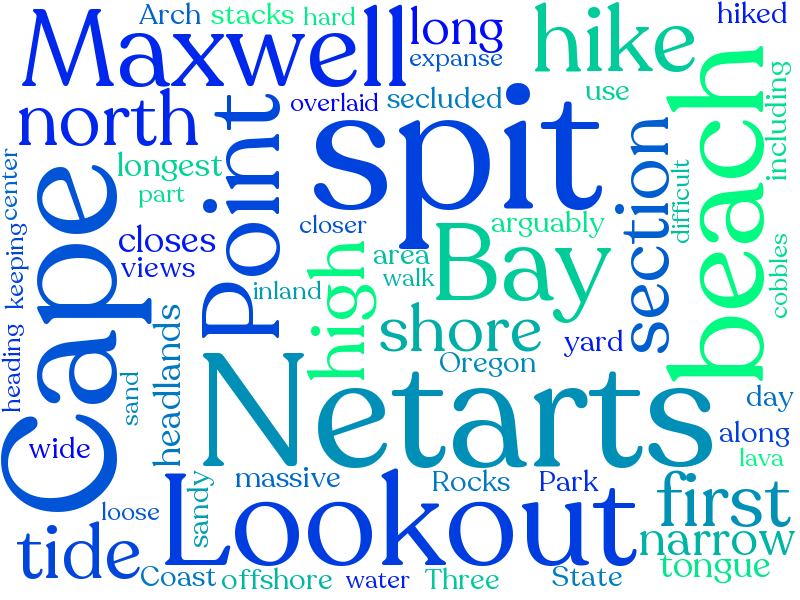 Arch stacks hard hiked
Maxwell long hike
expanse
north overlaid secluded use
Point spit beach including
center longest section difficult
part
Cape closer arguably
closes Bay
views high area
keeping walk cobbles
inland
shore yard
heading headlands Oregon
sand Netarts day
wide along
massive Rocks Park lava
sandy Lookout first
loose
tide narrow
Coast offshore water Three State tongue